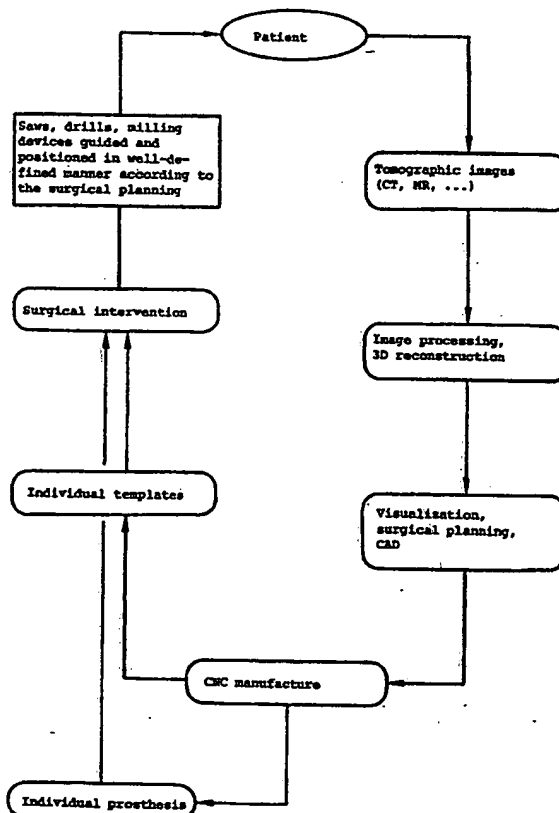 Patient
Saws, drills, milling
devices guided and
positioned in well-de-
fined manner according to
the surgical planning
Tomographic images
(CT, MR, ...)
Surgical intervention
Image processing,
3D reconstruction
Individual templates
Visualization,
surgical planning,
CAD
CNC manufacture
Individual prosthesis